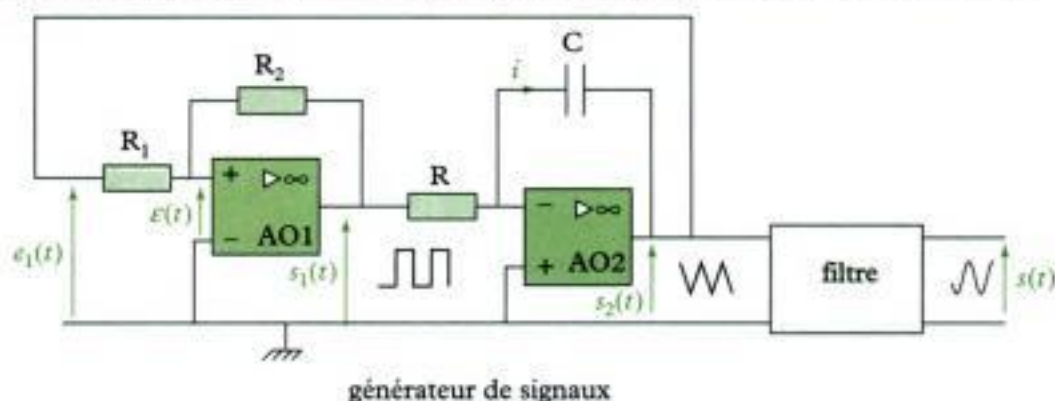 C
i
R₂
R₁
R
+ ▷∞
− AO1
− ▷∞
+ AO2
e₁(t)
ε(t)
s₁(t)
s₂(t)
filtre
s(t)
générateur de signaux